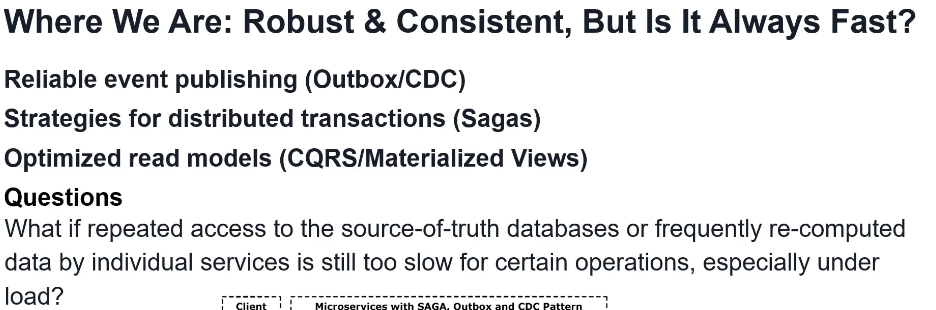 Where We Are: Robust & Consistent, But Is It Always Fast?
Reliable event publishing (Outbox/CDC)
Strategies for distributed transactions (Sagas)
Optimized read models (CQRS/Materialized Views)
Questions
What if repeated access to the source-of-truth databases or frequently re-computed
data by individual services is still too slow for certain operations, especially under
load?
Client
Microservices with SAGA, Outbox and CDC Pattern